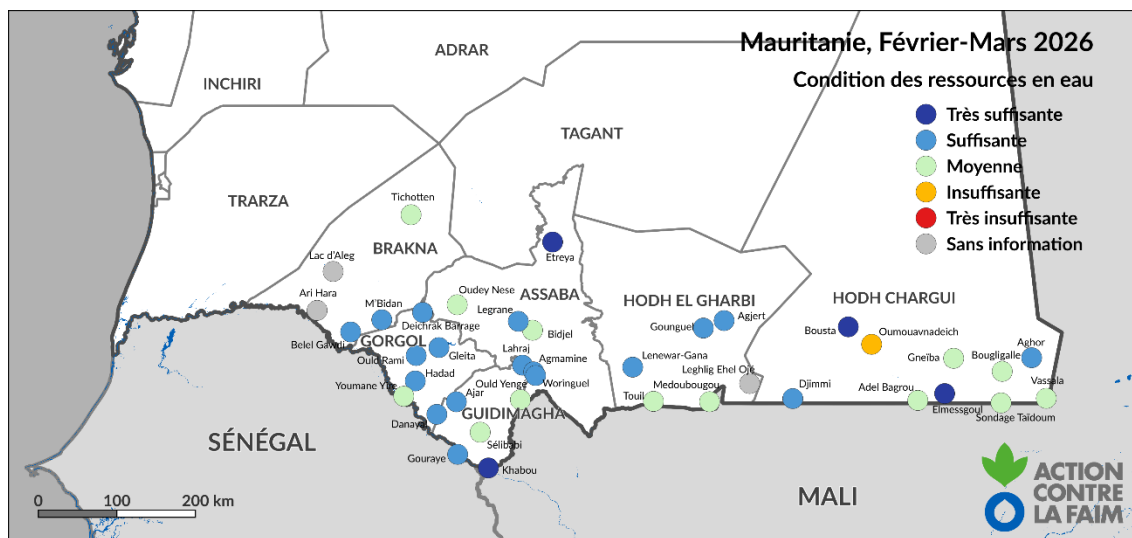 Mauritanie, Février-Mars 2026
Condition des ressources en eau
Très suffisante
Suffisante
Moyenne
Insuffisante
Très insuffisante
Sans information
ADRAR
INCHIRI
TAGANT
TRARZA
Tichotten
BRAKNA
Lac d'Aleg
Etreya
Ari Hara
M'Bidan
Oudey Nese
ASSABA
Legrane
HODH EL GHARBI
HODH CHARGUI
Deichrak Barrage
Bidjel
Gounguel
Agjert
Bousta
Oumouavnadeich
Belel Gawdi
GORGOL
Ould Rami
Gleita
Lahraj
Agmamine
Lenewar-Gana
Leghlig Ehel Oje
Gneïba
Bougligalle
Aghor
Hadad
Youmane Yire
Ould Yenge
Woringuel
Medoubougou
Touil
Djimmi
Adel Bagrou
Elmessgoul
Vassala
Ajar
GUIDIMAGHA
Danayal
Sondage Taïdoum
Sélibabi
SÉNÉGAL
Gouraye
Khabou
MALI
0 100 200 km
ACTION
CONTRE
LA FAIM